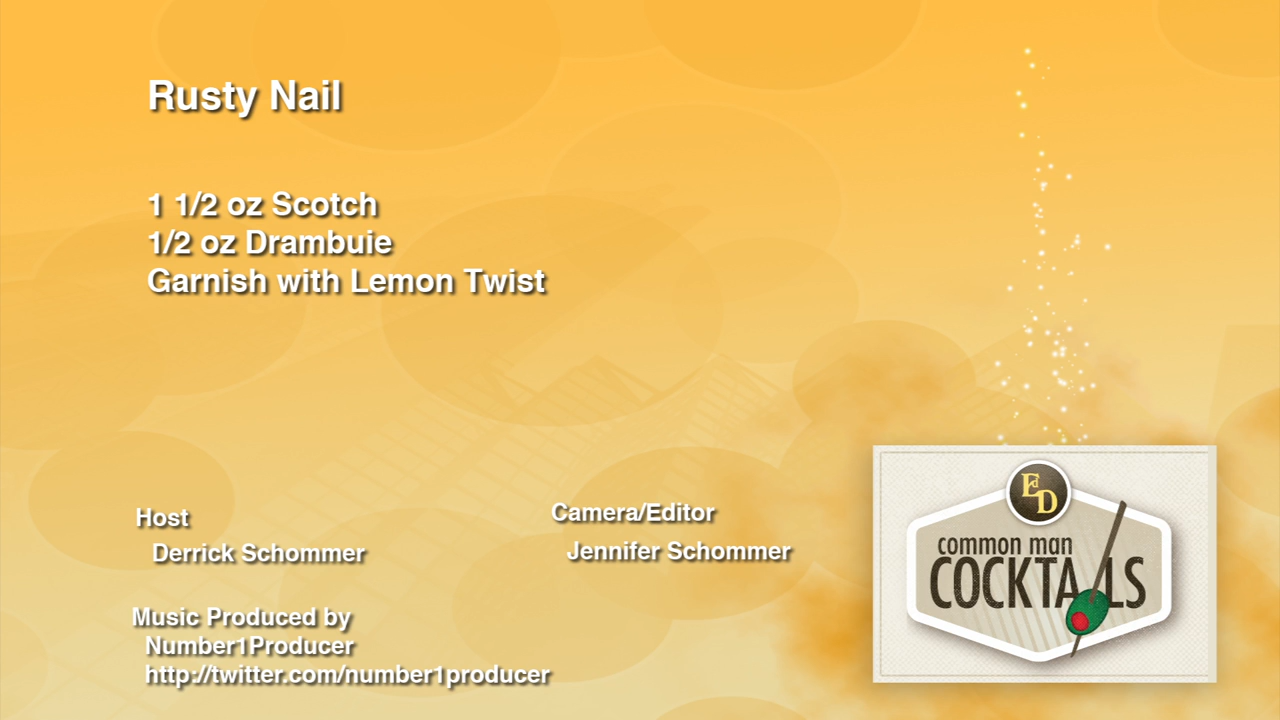 Rusty Nail
1 1/2 oz Scotch
1/2 oz Drambuie
Garnish with Lemon Twist
Host
Derrick Schommer
Camera/Editor
Jennifer Schommer
Music Produced by
Number1Producer
http://twitter.com/number1producer
EdD
common man
COCKTAILS